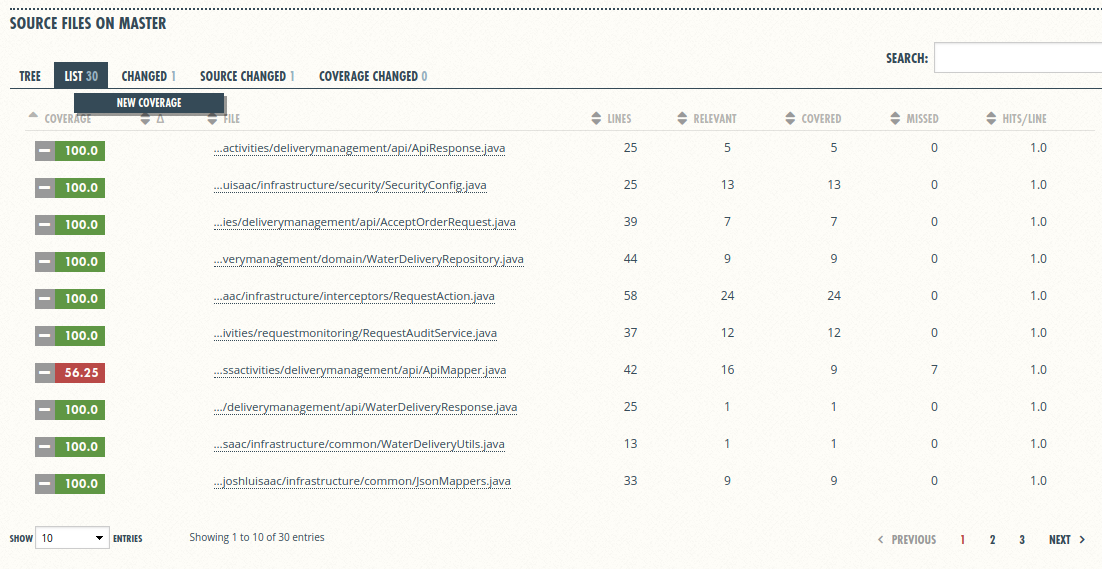 SOURCE FILES ON MASTER
SEARCH:
TREE LIST 30 CHANGED 1 SOURCE CHANGED 1 COVERAGE CHANGED 0
NEW COVERAGE
COVERAGE Δ FILE LINES RELEVANT COVERED MISSED HITS/LINE
100.0 ...activities/deliverymanagement/api/ApiResponse.java 25 5 5 0 1.0
100.0 ...uisaac/infrastructure/security/SecurityConfig.java 25 13 13 0 1.0
100.0 ...ies/deliverymanagement/api/AcceptOrderRequest.java 39 7 7 0 1.0
100.0 ...verymanagement/domain/WaterDeliveryRepository.java 44 9 9 0 1.0
100.0 ...aac/infrastructure/interceptors/RequestAction.java 58 24 24 0 1.0
100.0 ...ivities/requestmonitoring/RequestAuditService.java 37 12 12 0 1.0
56.25 ...ssactivities/deliverymanagement/api/ApiMapper.java 42 16 9 7 1.0
100.0 .../deliverymanagement/api/WaterDeliveryResponse.java 25 1 1 0 1.0
100.0 ...saac/infrastructure/common/WaterDeliveryUtils.java 13 1 1 0 1.0
100.0 ...joshluisaac/infrastructure/common/JsonMappers.java 33 9 9 0 1.0
SHOW 10 ENTRIES Showing 1 to 10 of 30 entries PREVIOUS 1 2 3 NEXT